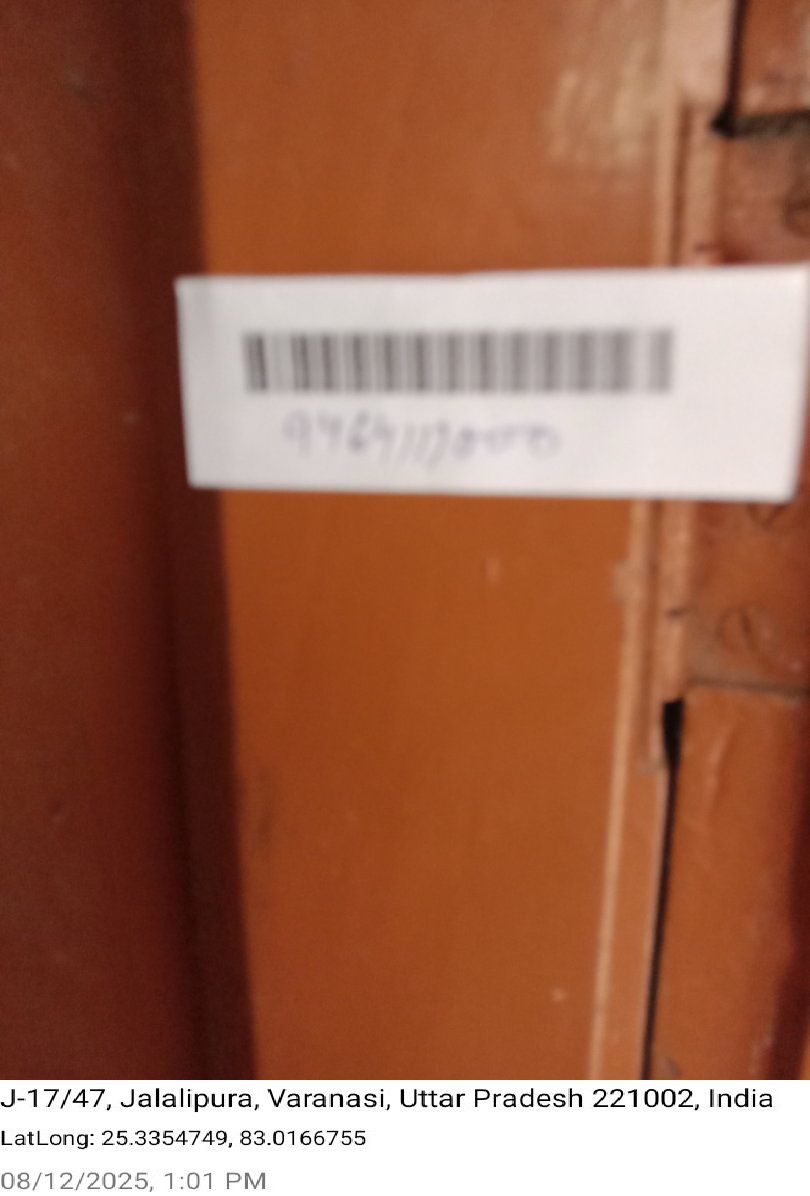 J-17/47, Jalalipura, Varanasi, Uttar Pradesh 221002, India
LatLong: 25.3354749, 83.0166755
08/12/2025, 1:01 PM